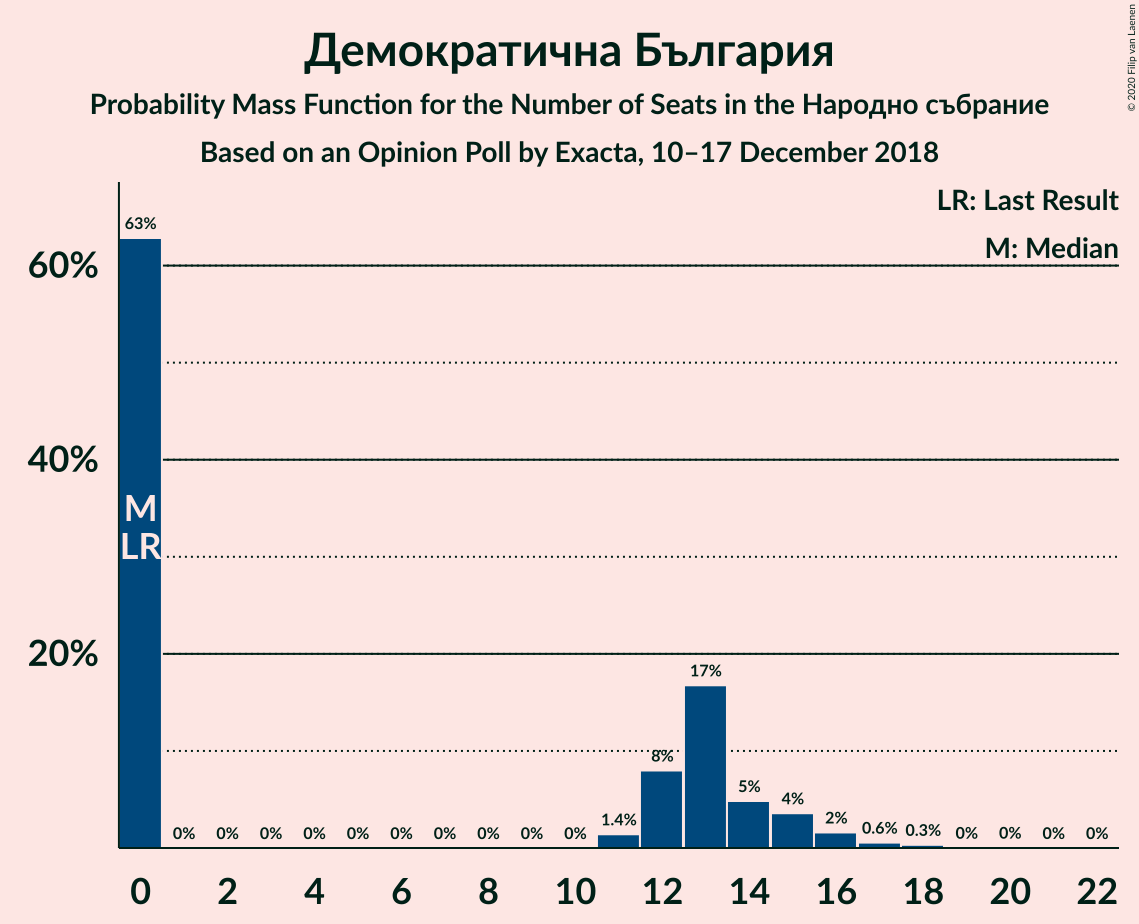 Демократична България
Probability Mass Function for the Number of Seats in the Народно събрание
Based on an Opinion Poll by Exacta, 10–17 December 2018
© 2020 Filip van Laenen
LR: Last Result
M: Median
63%
60%
40%
M
LR
20%
17%
8%
5%
4%
2%
1.4%
0.6%
0.3%
0% 0% 0% 0% 0% 0% 0% 0% 0% 0% 0% 0% 0% 0%
0 2 4 6 8 10 12 14 16 18 20 22